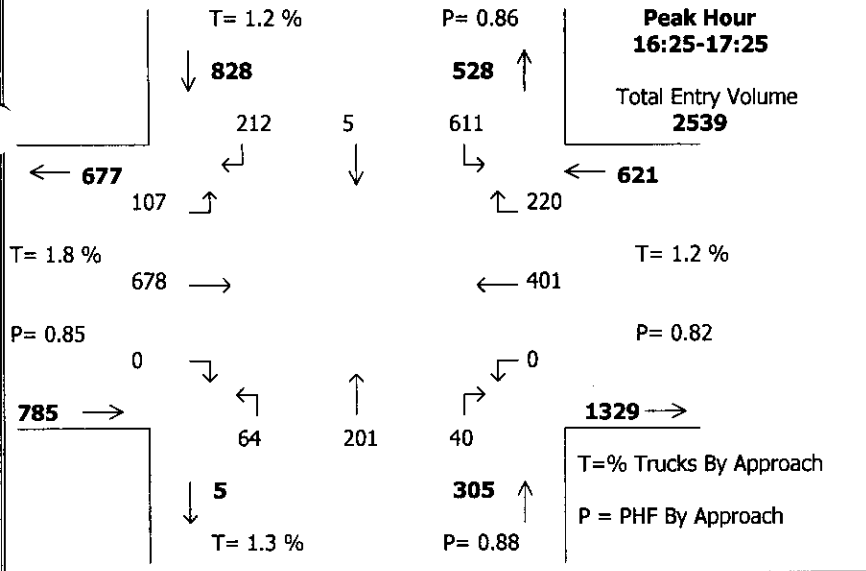 T= 1.2 %
P= 0.86
Peak Hour
16:25-17:25
828
528
Total Entry Volume
2539
212 5 611
677
621
107
220
T= 1.8 %
T= 1.2 %
678
401
P= 0.85
P= 0.82
0
0
785
1329
64 201 40
T=% Trucks By Approach
5
305
P = PHF By Approach
T= 1.3 %
P= 0.88